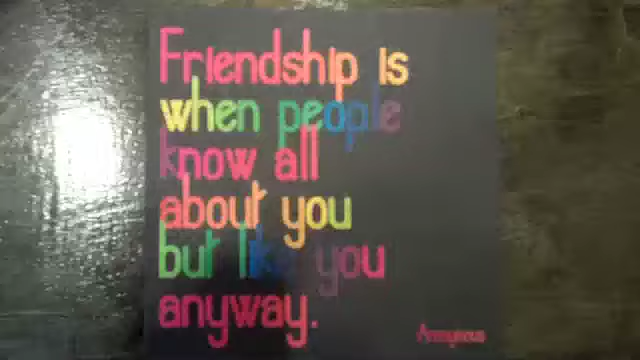 Friendship is
when people
know all
about you
but like you
anyway.
Anonymous